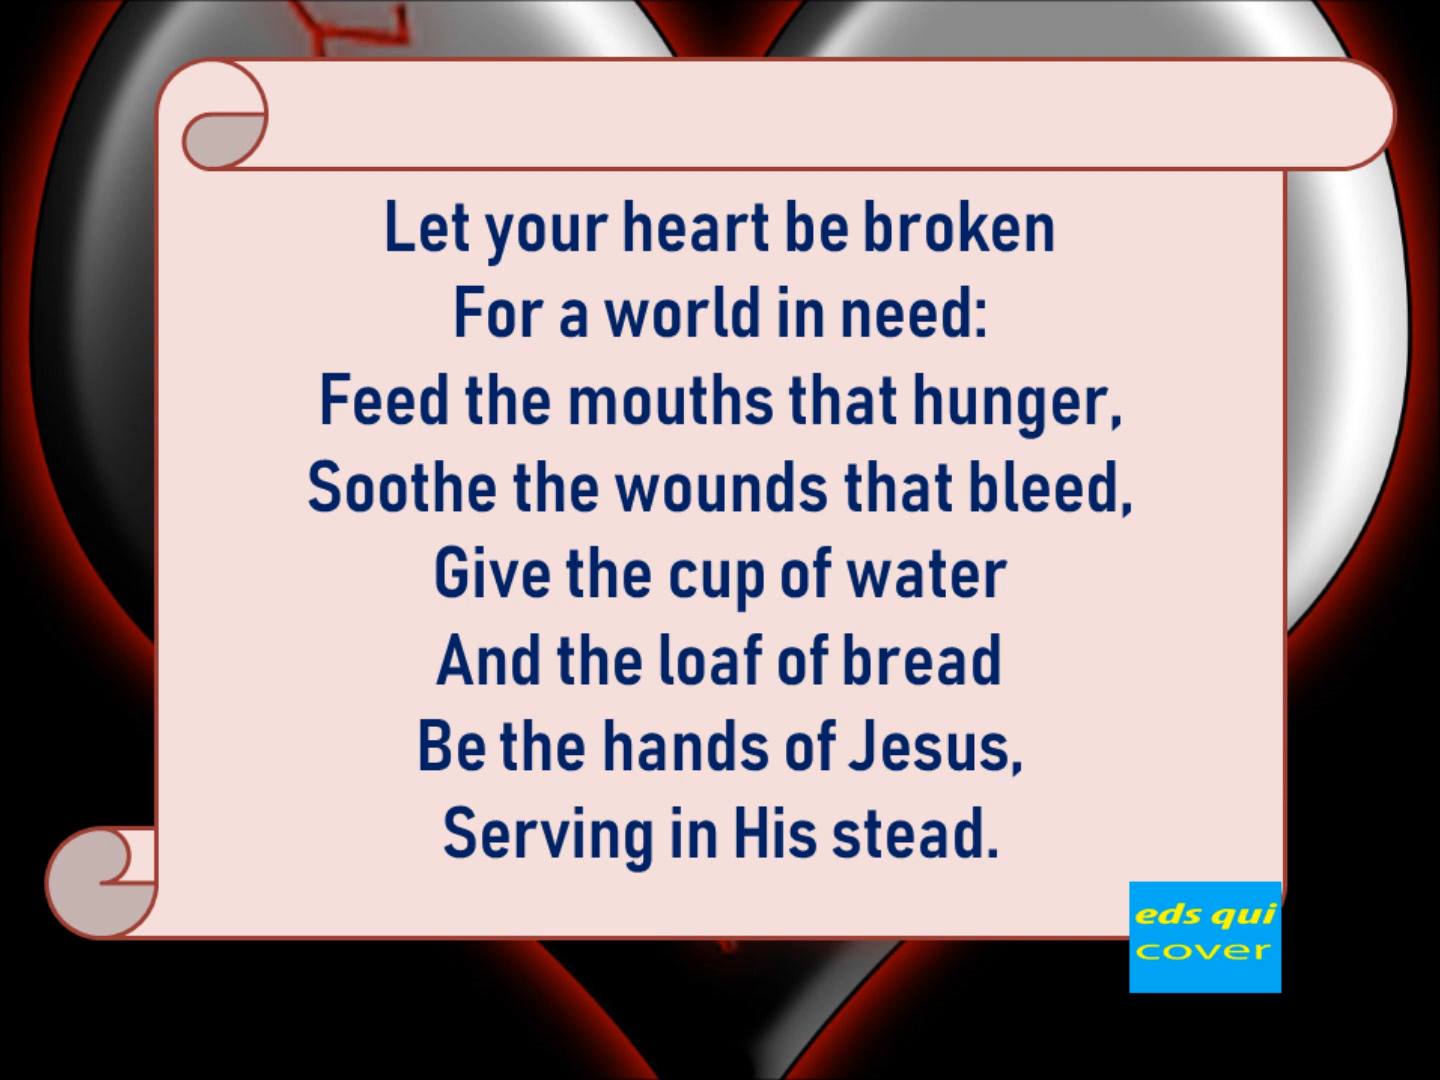 Let your heart be broken
For a world in need:
Feed the mouths that hunger,
Soothe the wounds that bleed,
Give the cup of water
And the loaf of bread
Be the hands of Jesus,
Serving in His stead.
eds qui
cover